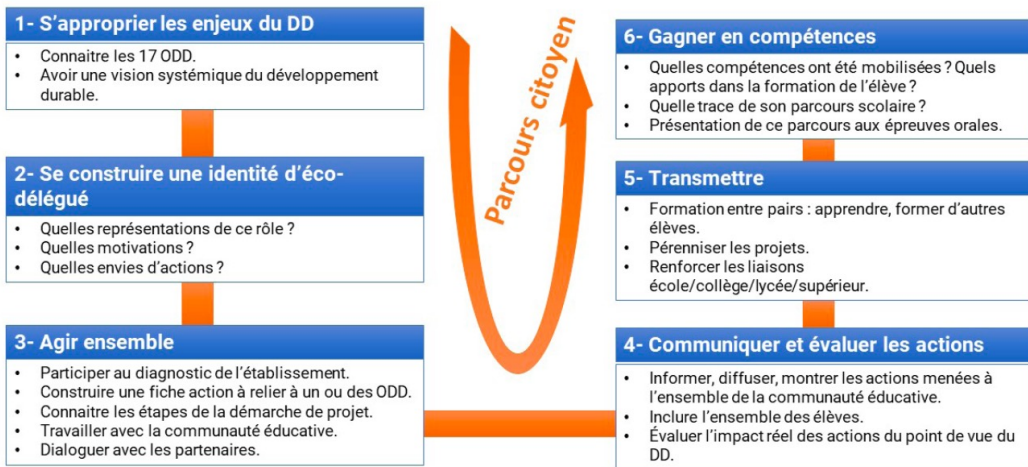 1- S’approprier les enjeux du DD
• Connaitre les 17 ODD.
• Avoir une vision systémique du développement
durable.
2- Se construire une identité d’éco-
délégué
• Quelles représentations de ce rôle ?
• Quelles motivations ?
• Quelles envies d’actions ?
3- Agir ensemble
• Participer au diagnostic de l’établissement.
• Construire une fiche action à relier à un ou des ODD.
• Connaitre les étapes de la démarche de projet.
• Travailler avec la communauté éducative.
• Dialoguer avec les partenaires.
Parcours citoyen
6- Gagner en compétences
• Quelles compétences ont été mobilisées ? Quels
apports dans la formation de l’élève ?
• Quelle trace de son parcours scolaire ?
• Présentation de ce parcours aux épreuves orales.
5- Transmettre
• Formation entre pairs : apprendre, former d’autres
élèves.
• Pérenniser les projets.
• Renforcer les liaisons
école/collège/lycée/supérieur.
4- Communiquer et évaluer les actions
• Informer, diffuser, montrer les actions menées à
l’ensemble de la communauté éducative.
• Inclure l’ensemble des élèves.
• Évaluer l’impact réel des actions du point de vue du
DD.